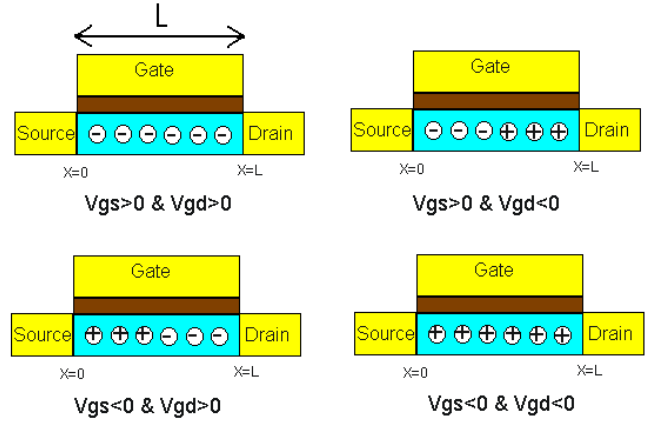 L
Gate
Source
− − − − − −
Drain
X=0
X=L
Vgs>0 & Vgd>0
Gate
Source
− − − + + +
Drain
X=0
X=L
Vgs>0 & Vgd<0
Gate
Source
+ + + − − −
Drain
X=0
X=L
Vgs<0 & Vgd>0
Gate
Source
+ + + + + +
Drain
X=0
X=L
Vgs<0 & Vgd<0